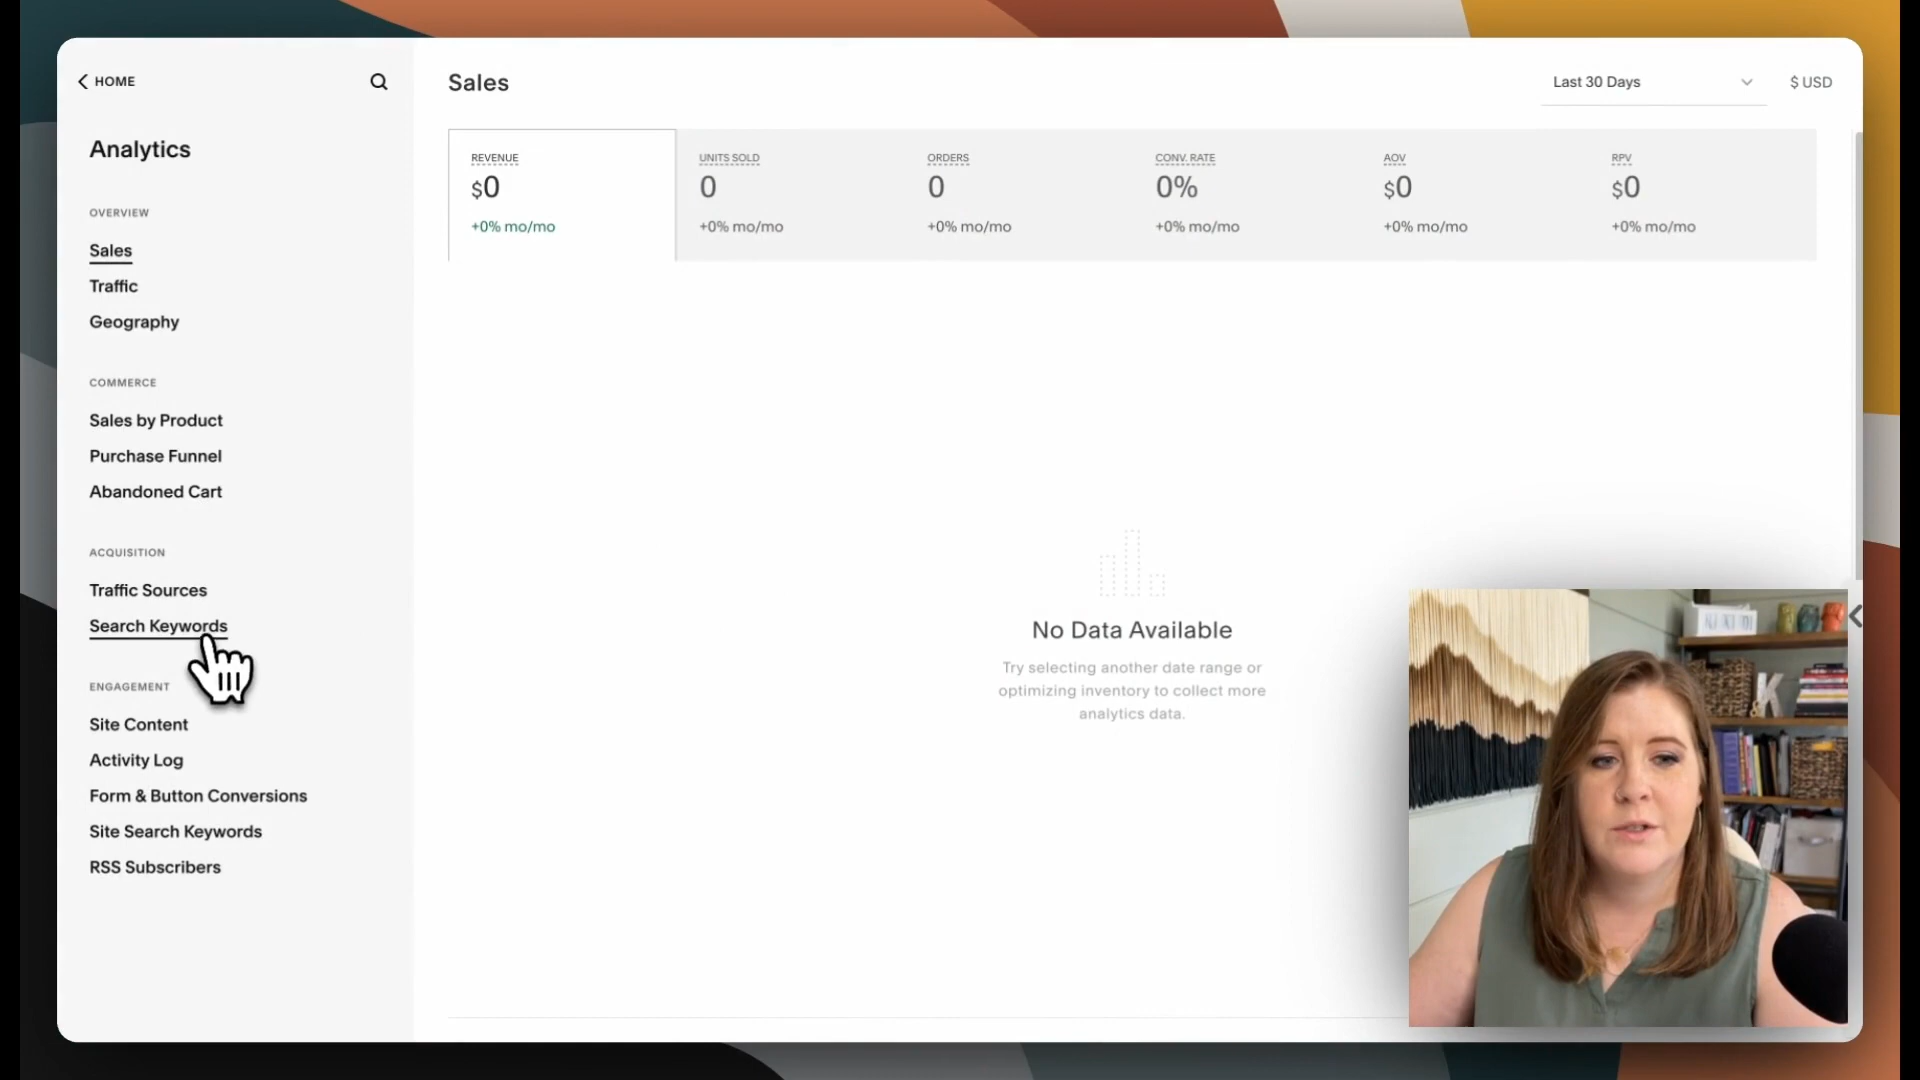 HOME
Analytics
OVERVIEW
Sales
Traffic
Geography
COMMERCE
Sales by Product
Purchase Funnel
Abandoned Cart
ACQUISITION
Traffic Sources
Search Keywords
ENGAGEMENT
Site Content
Activity Log
Form & Button Conversions
Site Search Keywords
RSS Subscribers
Sales
Last 30 Days
$ USD
REVENUE
$0
+0% mo/mo
UNITS SOLD
0
+0% mo/mo
ORDERS
0
+0% mo/mo
CONV. RATE
0%
+0% mo/mo
AOV
$0
+0% mo/mo
RPV
$0
+0% mo/mo
No Data Available
Try selecting another date range or
optimizing inventory to collect more
analytics data.
K